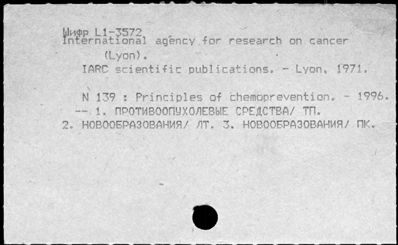 Шифр L1-3572
International agency for research on cancer
(Lyon).
IARC scientific publications. - Lyon, 1971.
N 139 : Principles of chemoprevention. - 1996.
-- 1. ПРОТИВООПУХОЛЕВЫЕ СРЕДСТВА/ ТП.
2. НОВООБРАЗОВАНИЯ/ ЛТ. 3. НОВООБРАЗОВАНИЯ/ ПК.